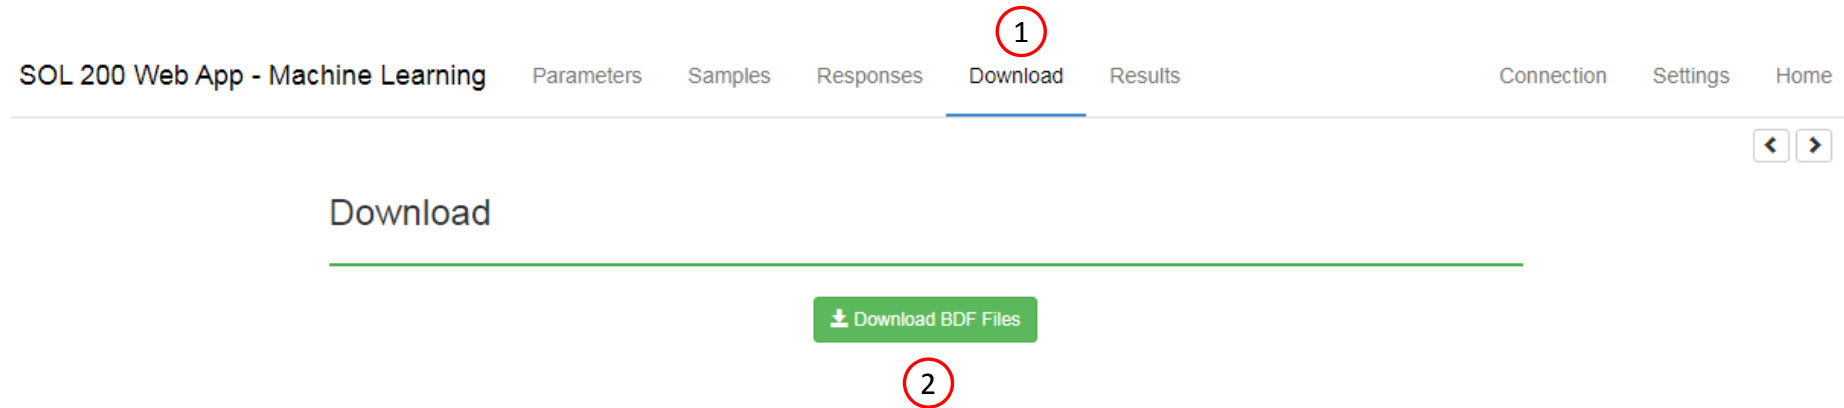 1
SOL 200 Web App - Machine Learning Parameters Samples Responses Download Results Connection Settings Home
Download
Download BDF Files
2